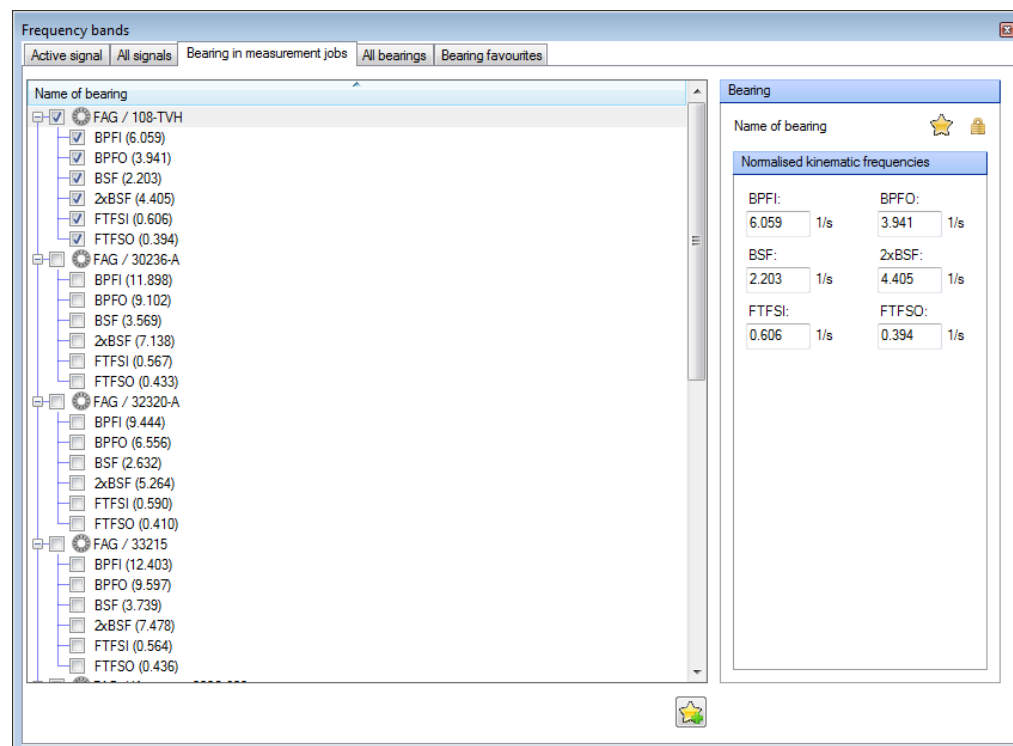 Frequency bands
Active signal All signals Bearing in measurement jobs All bearings Bearing favourites
Name of bearing
FAG / 108-TVH
BPFI (6.059)
BPFO (3.941)
BSF (2.203)
2xBSF (4.405)
FTFSI (0.606)
FTFSO (0.394)
FAG / 30236-A
BPFI (11.898)
BPFO (9.102)
BSF (3.569)
2xBSF (7.138)
FTFSI (0.567)
FTFSO (0.433)
FAG / 32320-A
BPFI (9.444)
BPFO (6.556)
BSF (2.632)
2xBSF (5.264)
FTFSI (0.590)
FTFSO (0.410)
FAG / 33215
BPFI (12.403)
BPFO (9.597)
BSF (3.739)
2xBSF (7.478)
FTFSI (0.564)
FTFSO (0.436)
Bearing
Name of bearing
Normalised kinematic frequencies
BPFI: BPFO:
6.059 1/s 3.941 1/s
BSF: 2xBSF:
2.203 1/s 4.405 1/s
FTFSI: FTFSO:
0.606 1/s 0.394 1/s